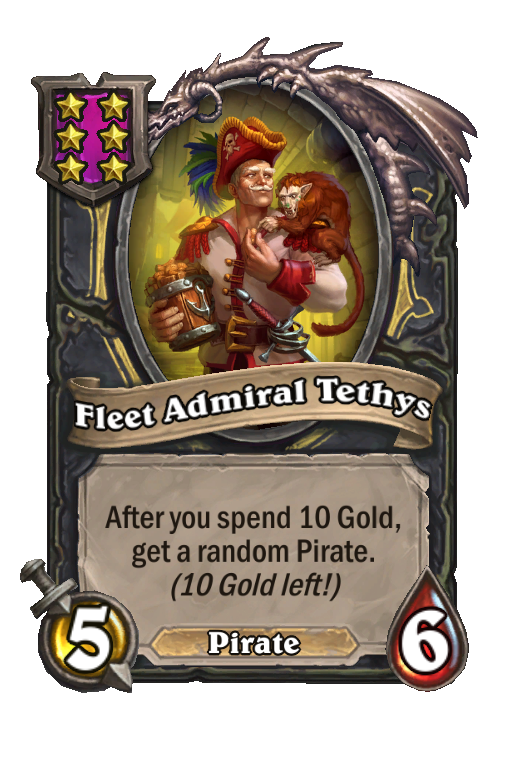 Fleet Admiral Tethys
After you spend 10 Gold,
get a random Pirate.
(10 Gold left!)
5
Pirate
6